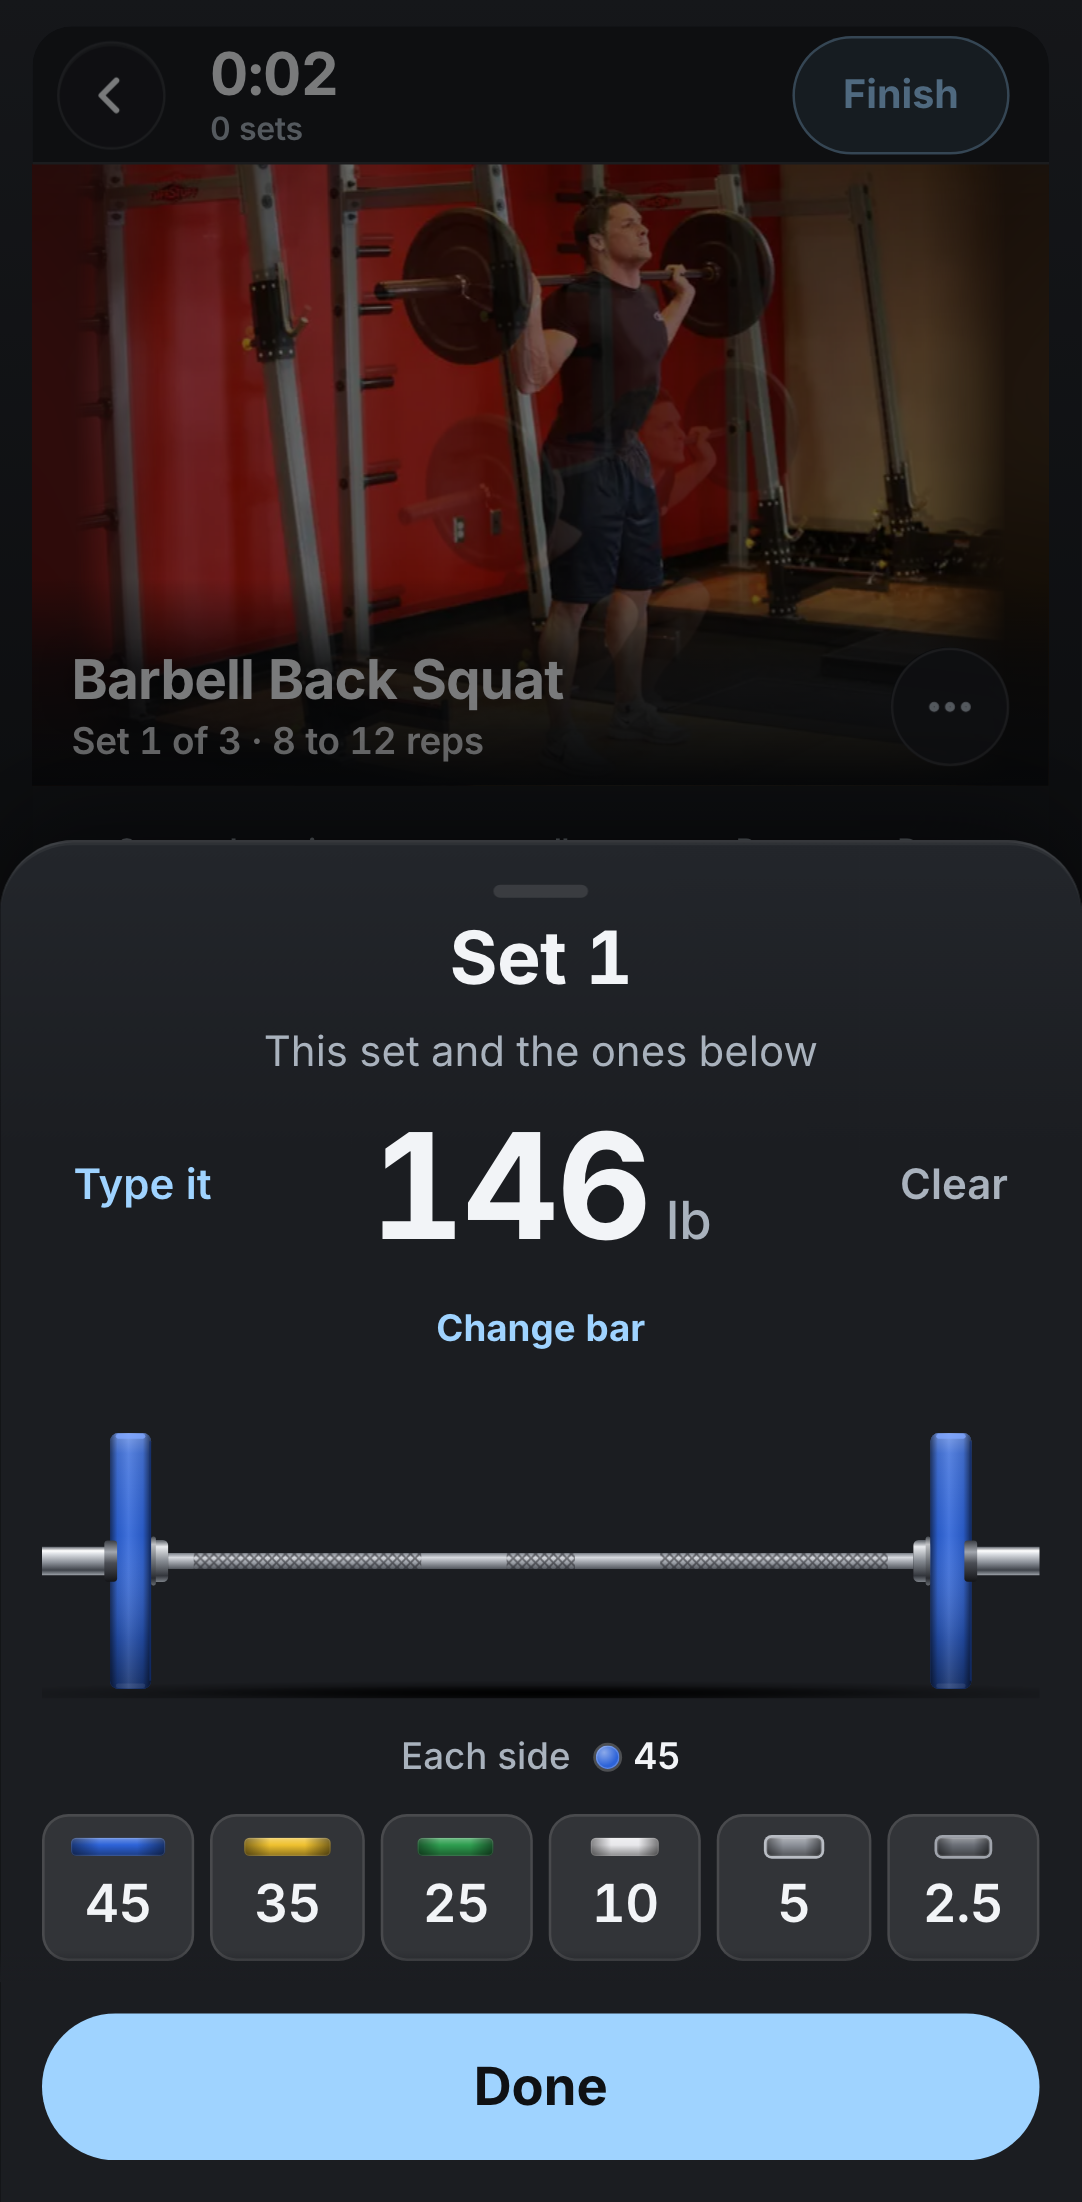 0:02
0 sets
Finish
Barbell Back Squat
Set 1 of 3 · 8 to 12 reps
Set 1
This set and the ones below
Type it
146 lb
Clear
Change bar
Each side 45
45
35
25
10
5
2.5
Done